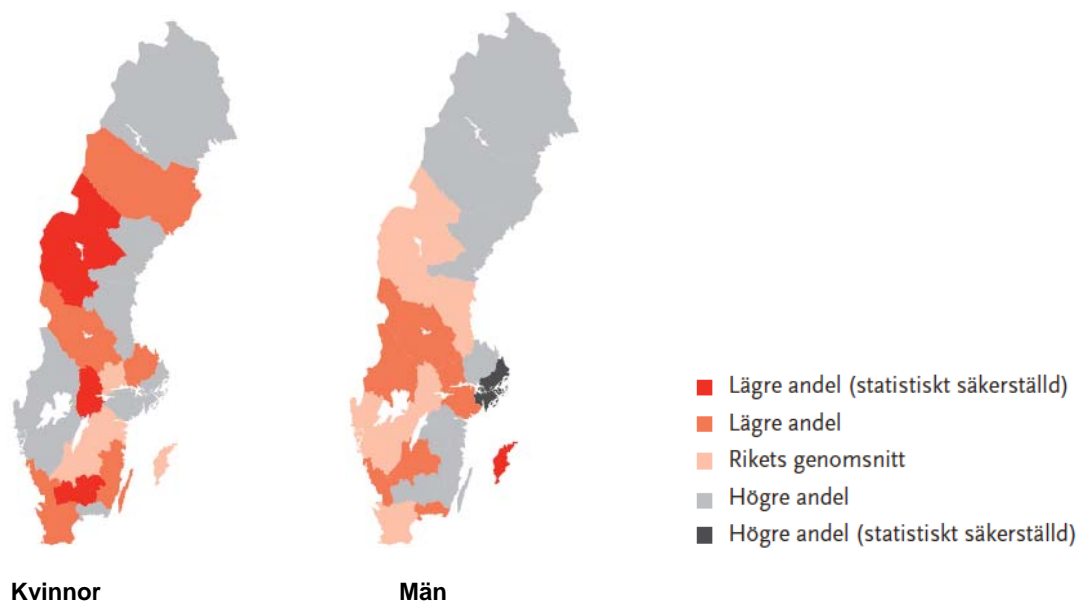 Lägre andel (statistiskt säkerställd)
Lägre andel
Rikets genomsnitt
Högre andel
Högre andel (statistiskt säkerställd)
Kvinnor
Män